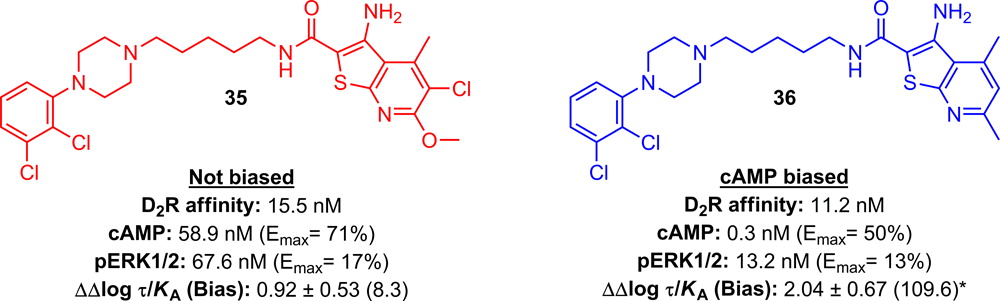 O NH2
N N N H S N Cl O
Cl Cl
35
Not biased
D2R affinity: 15.5 nM
cAMP: 58.9 nM (Emax= 71%)
pERK1/2: 67.6 nM (Emax= 17%)
ΔΔlog τ/KA (Bias): 0.92 ± 0.53 (8.3)
O NH2
N N N H S N
Cl Cl
36
cAMP biased
D2R affinity: 11.2 nM
cAMP: 0.3 nM (Emax= 50%)
pERK1/2: 13.2 nM (Emax= 13%)
ΔΔlog τ/KA (Bias): 2.04 ± 0.67 (109.6)*